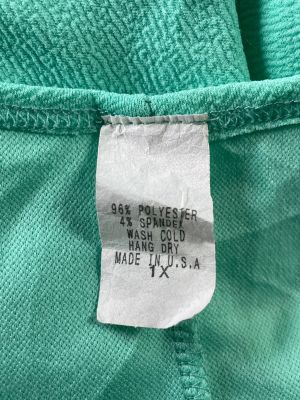 96% POLYESTER
4% SPANDEX
WASH COLD
HANG DRY
MADE IN U.S.A
1X